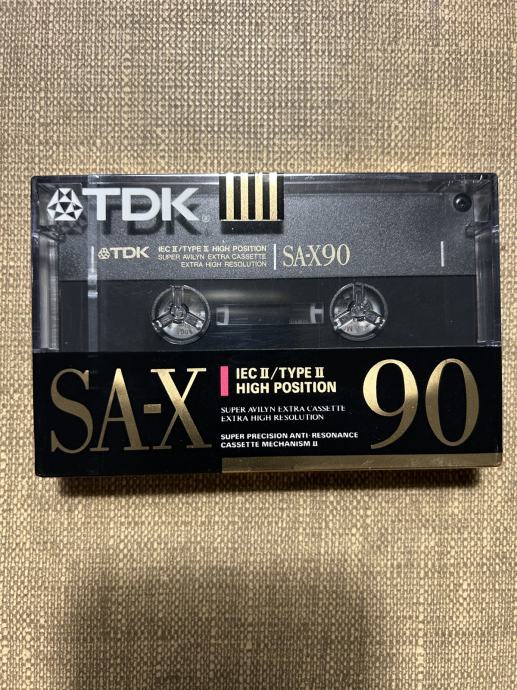 TDK®
TDK
IEC II/TYPE II HIGH POSITION
SUPER AVILYN EXTRA CASSETTE
EXTRA HIGH RESOLUTION
SA-X90
SA-X
IEC II/TYPE II
HIGH POSITION
SUPER AVILYN EXTRA CASSETTE
EXTRA HIGH RESOLUTION
SUPER PRECISION ANTI-RESONANCE
CASSETTE MECHANISM II
90